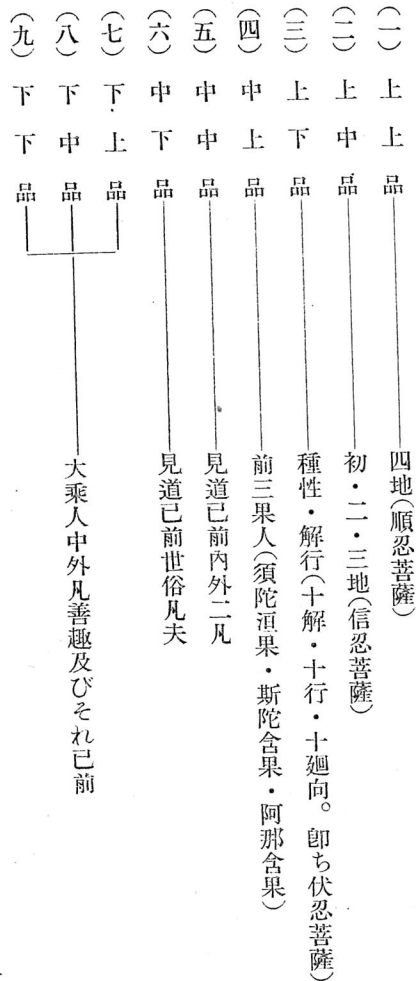 （一）上上品 四地（順忍菩薩）
（二）上中品 初・二・三地（信忍菩薩）
（三）上下品 種性・解行（十解・十行・十廻向。卽ち伏忍菩薩）
（四）中上品 前三果人（須陀洹果・斯陀含果・阿那含果）
（五）中中品 見道已前內外二凡
（六）中下品 見道已前世俗凡夫
（七）下上品
（八）下中品 大乘人中外凡善趣及びそれ已前
（九）下下品